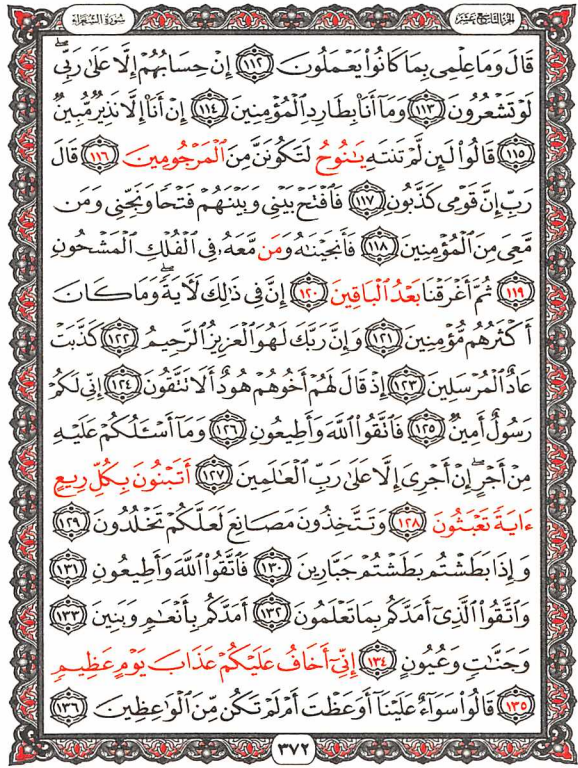 الجزء التاسع عشر
سورة الشعراء
قَالَ وَمَا عِلْمِى بِمَا كَانُوا۟ يَعْمَلُونَ ١١٢ إِنْ حِسَابُهُمْ إِلَّا عَلَىٰ رَبِّىۖ
لَوْ تَشْعُرُونَ ١١٣ وَمَآ أَنَا۠ بِطَارِدِ ٱلْمُؤْمِنِينَ ١١٤ إِنْ أَنَا۠ إِلَّا نَذِيرٌ مُّبِينٌ
١١٥ قَالُوا۟ لَئِن لَّمْ تَنتَهِ يَـٰنُوحُ لَتَكُونَنَّ مِنَ ٱلْمَرْجُومِينَ ١١٦ قَالَ
رَبِّ إِنَّ قَوْمِى كَذَّبُونِ ١١٧ فَٱفْتَحْ بَيْنِى وَبَيْنَهُمْ فَتْحًا وَنَجِّنِى وَمَن
مَّعِىَ مِنَ ٱلْمُؤْمِنِينَ ١١٨ فَأَنجَيْنَـٰهُ وَمَن مَّعَهُۥ فِى ٱلْفُلْكِ ٱلْمَشْحُونِ
١١٩ ثُمَّ أَغْرَقْنَا بَعْدُ ٱلْبَاقِينَ ١٢٠ إِنَّ فِى ذَٰلِكَ لَـَٔايَةًۖ وَمَا كَانَ
أَكْثَرُهُم مُّؤْمِنِينَ ١٢١ وَإِنَّ رَبَّكَ لَهُوَ ٱلْعَزِيزُ ٱلرَّحِيمُ ١٢٢ كَذَّبَتْ
عَادٌ ٱلْمُرْسَلِينَ ١٢٣ إِذْ قَالَ لَهُمْ أَخُوهُمْ هُودٌ أَلَا تَتَّقُونَ ١٢٤ إِنِّى لَكُمْ
رَسُولٌ أَمِينٌ ١٢٥ فَٱتَّقُوا۟ ٱللَّهَ وَأَطِيعُونِ ١٢٦ وَمَآ أَسْـَٔلُكُمْ عَلَيْهِ
مِنْ أَجْرٍۖ إِنْ أَجْرِىَ إِلَّا عَلَىٰ رَبِّ ٱلْعَـٰلَمِينَ ١٢٧ أَتَبْنُونَ بِكُلِّ رِيعٍ
ءَايَةً تَعْبَثُونَ ١٢٨ وَتَتَّخِذُونَ مَصَانِعَ لَعَلَّكُمْ تَخْلُدُونَ ١٢٩
وَإِذَا بَطَشْتُم بَطَشْتُمْ جَبَّارِينَ ١٣٠ فَٱتَّقُوا۟ ٱللَّهَ وَأَطِيعُونِ ١٣١
وَٱتَّقُوا۟ ٱلَّذِىٓ أَمَدَّكُم بِمَا تَعْلَمُونَ ١٣٢ أَمَدَّكُم بِأَنْعَـٰمٍ وَبَنِينَ ١٣٣
وَجَنَّـٰتٍ وَعُيُونٍ ١٣٤ إِنِّىٓ أَخَافُ عَلَيْكُمْ عَذَابَ يَوْمٍ عَظِيمٍ
١٣٥ قَالُوا۟ سَوَآءٌ عَلَيْنَآ أَوَعَظْتَ أَمْ لَمْ تَكُن مِّنَ ٱلْوَٰعِظِينَ ١٣٦
٣٧٢